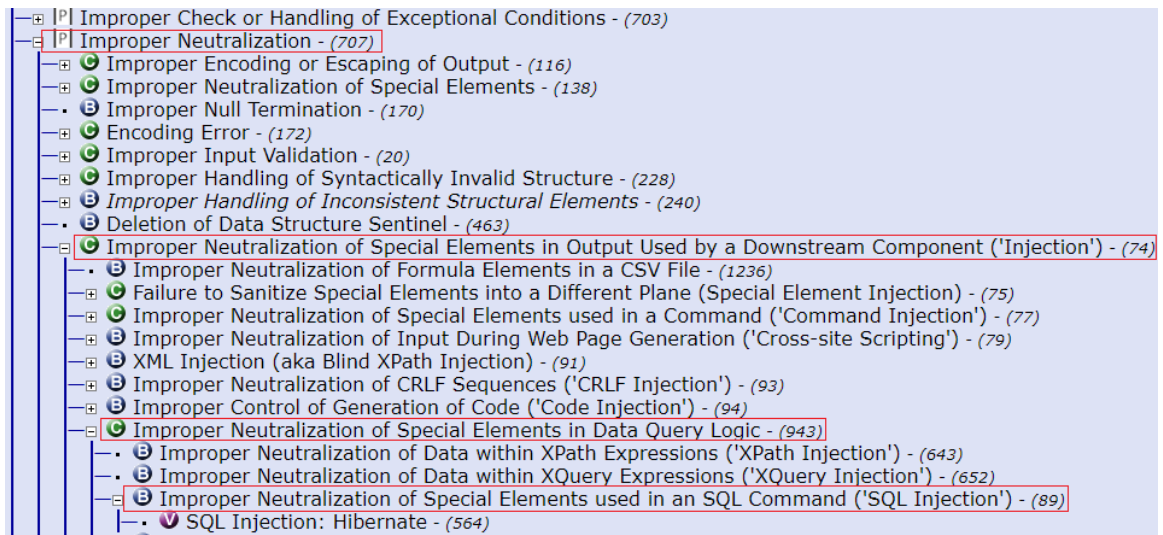 P Improper Check or Handling of Exceptional Conditions - (703)
P Improper Neutralization - (707)
C Improper Encoding or Escaping of Output - (116)
C Improper Neutralization of Special Elements - (138)
B Improper Null Termination - (170)
C Encoding Error - (172)
C Improper Input Validation - (20)
C Improper Handling of Syntactically Invalid Structure - (228)
B Improper Handling of Inconsistent Structural Elements - (240)
B Deletion of Data Structure Sentinel - (463)
C Improper Neutralization of Special Elements in Output Used by a Downstream Component ('Injection') - (74)
B Improper Neutralization of Formula Elements in a CSV File - (1236)
C Failure to Sanitize Special Elements into a Different Plane (Special Element Injection) - (75)
C Improper Neutralization of Special Elements used in a Command ('Command Injection') - (77)
B Improper Neutralization of Input During Web Page Generation ('Cross-site Scripting') - (79)
B XML Injection (aka Blind XPath Injection) - (91)
B Improper Neutralization of CRLF Sequences ('CRLF Injection') - (93)
B Improper Control of Generation of Code ('Code Injection') - (94)
C Improper Neutralization of Special Elements in Data Query Logic - (943)
B Improper Neutralization of Data within XPath Expressions ('XPath Injection') - (643)
B Improper Neutralization of Data within XQuery Expressions ('XQuery Injection') - (652)
B Improper Neutralization of Special Elements used in an SQL Command ('SQL Injection') - (89)
V SQL Injection: Hibernate - (564)